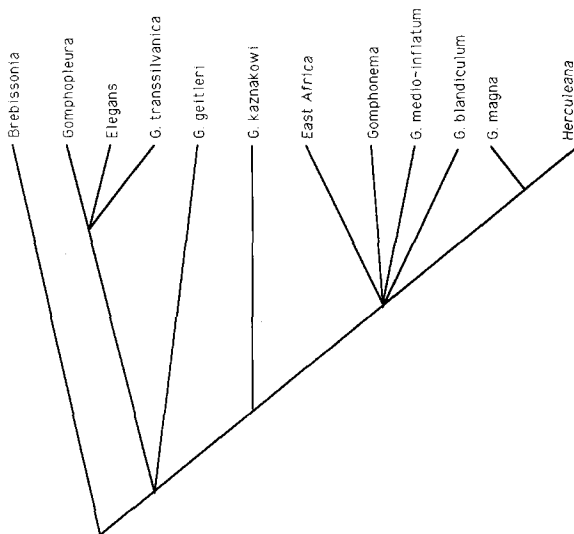 Brebissonia
Gomphopleura
Elegans
G. transsilvanica
G. geitleri
G. kaznakowi
East Africa
Gomphonema
G. medio-inflatum
G. blandiculum
G. magna
Herculeana